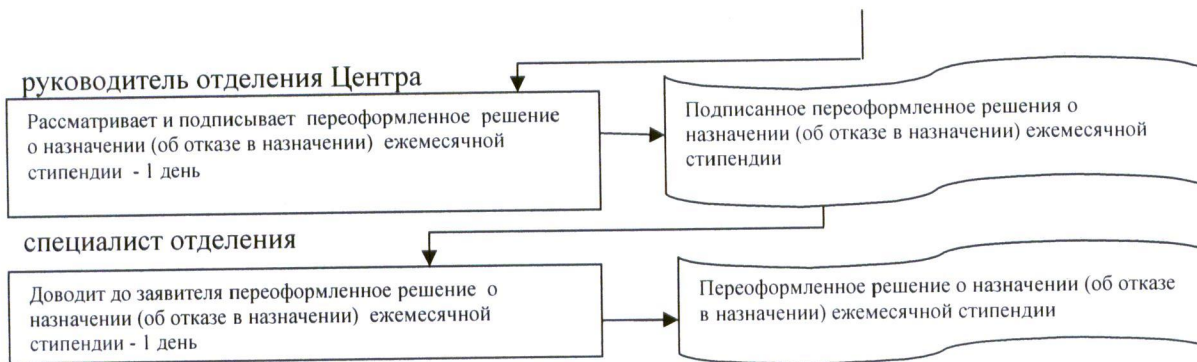 руководитель отделения Центра
Рассматривает и подписывает переоформленное решение
о назначении (об отказе в назначении) ежемесячной
стипендии - 1 день
Подписанное переоформленное решения о
назначении (об отказе в назначении) ежемесячной
стипендии
специалист отделения
Доводит до заявителя переоформленное решение о
назначении (об отказе в назначении) ежемесячной
стипендии - 1 день
Переоформленное решение о назначении (об отказе
в назначении) ежемесячной стипендии